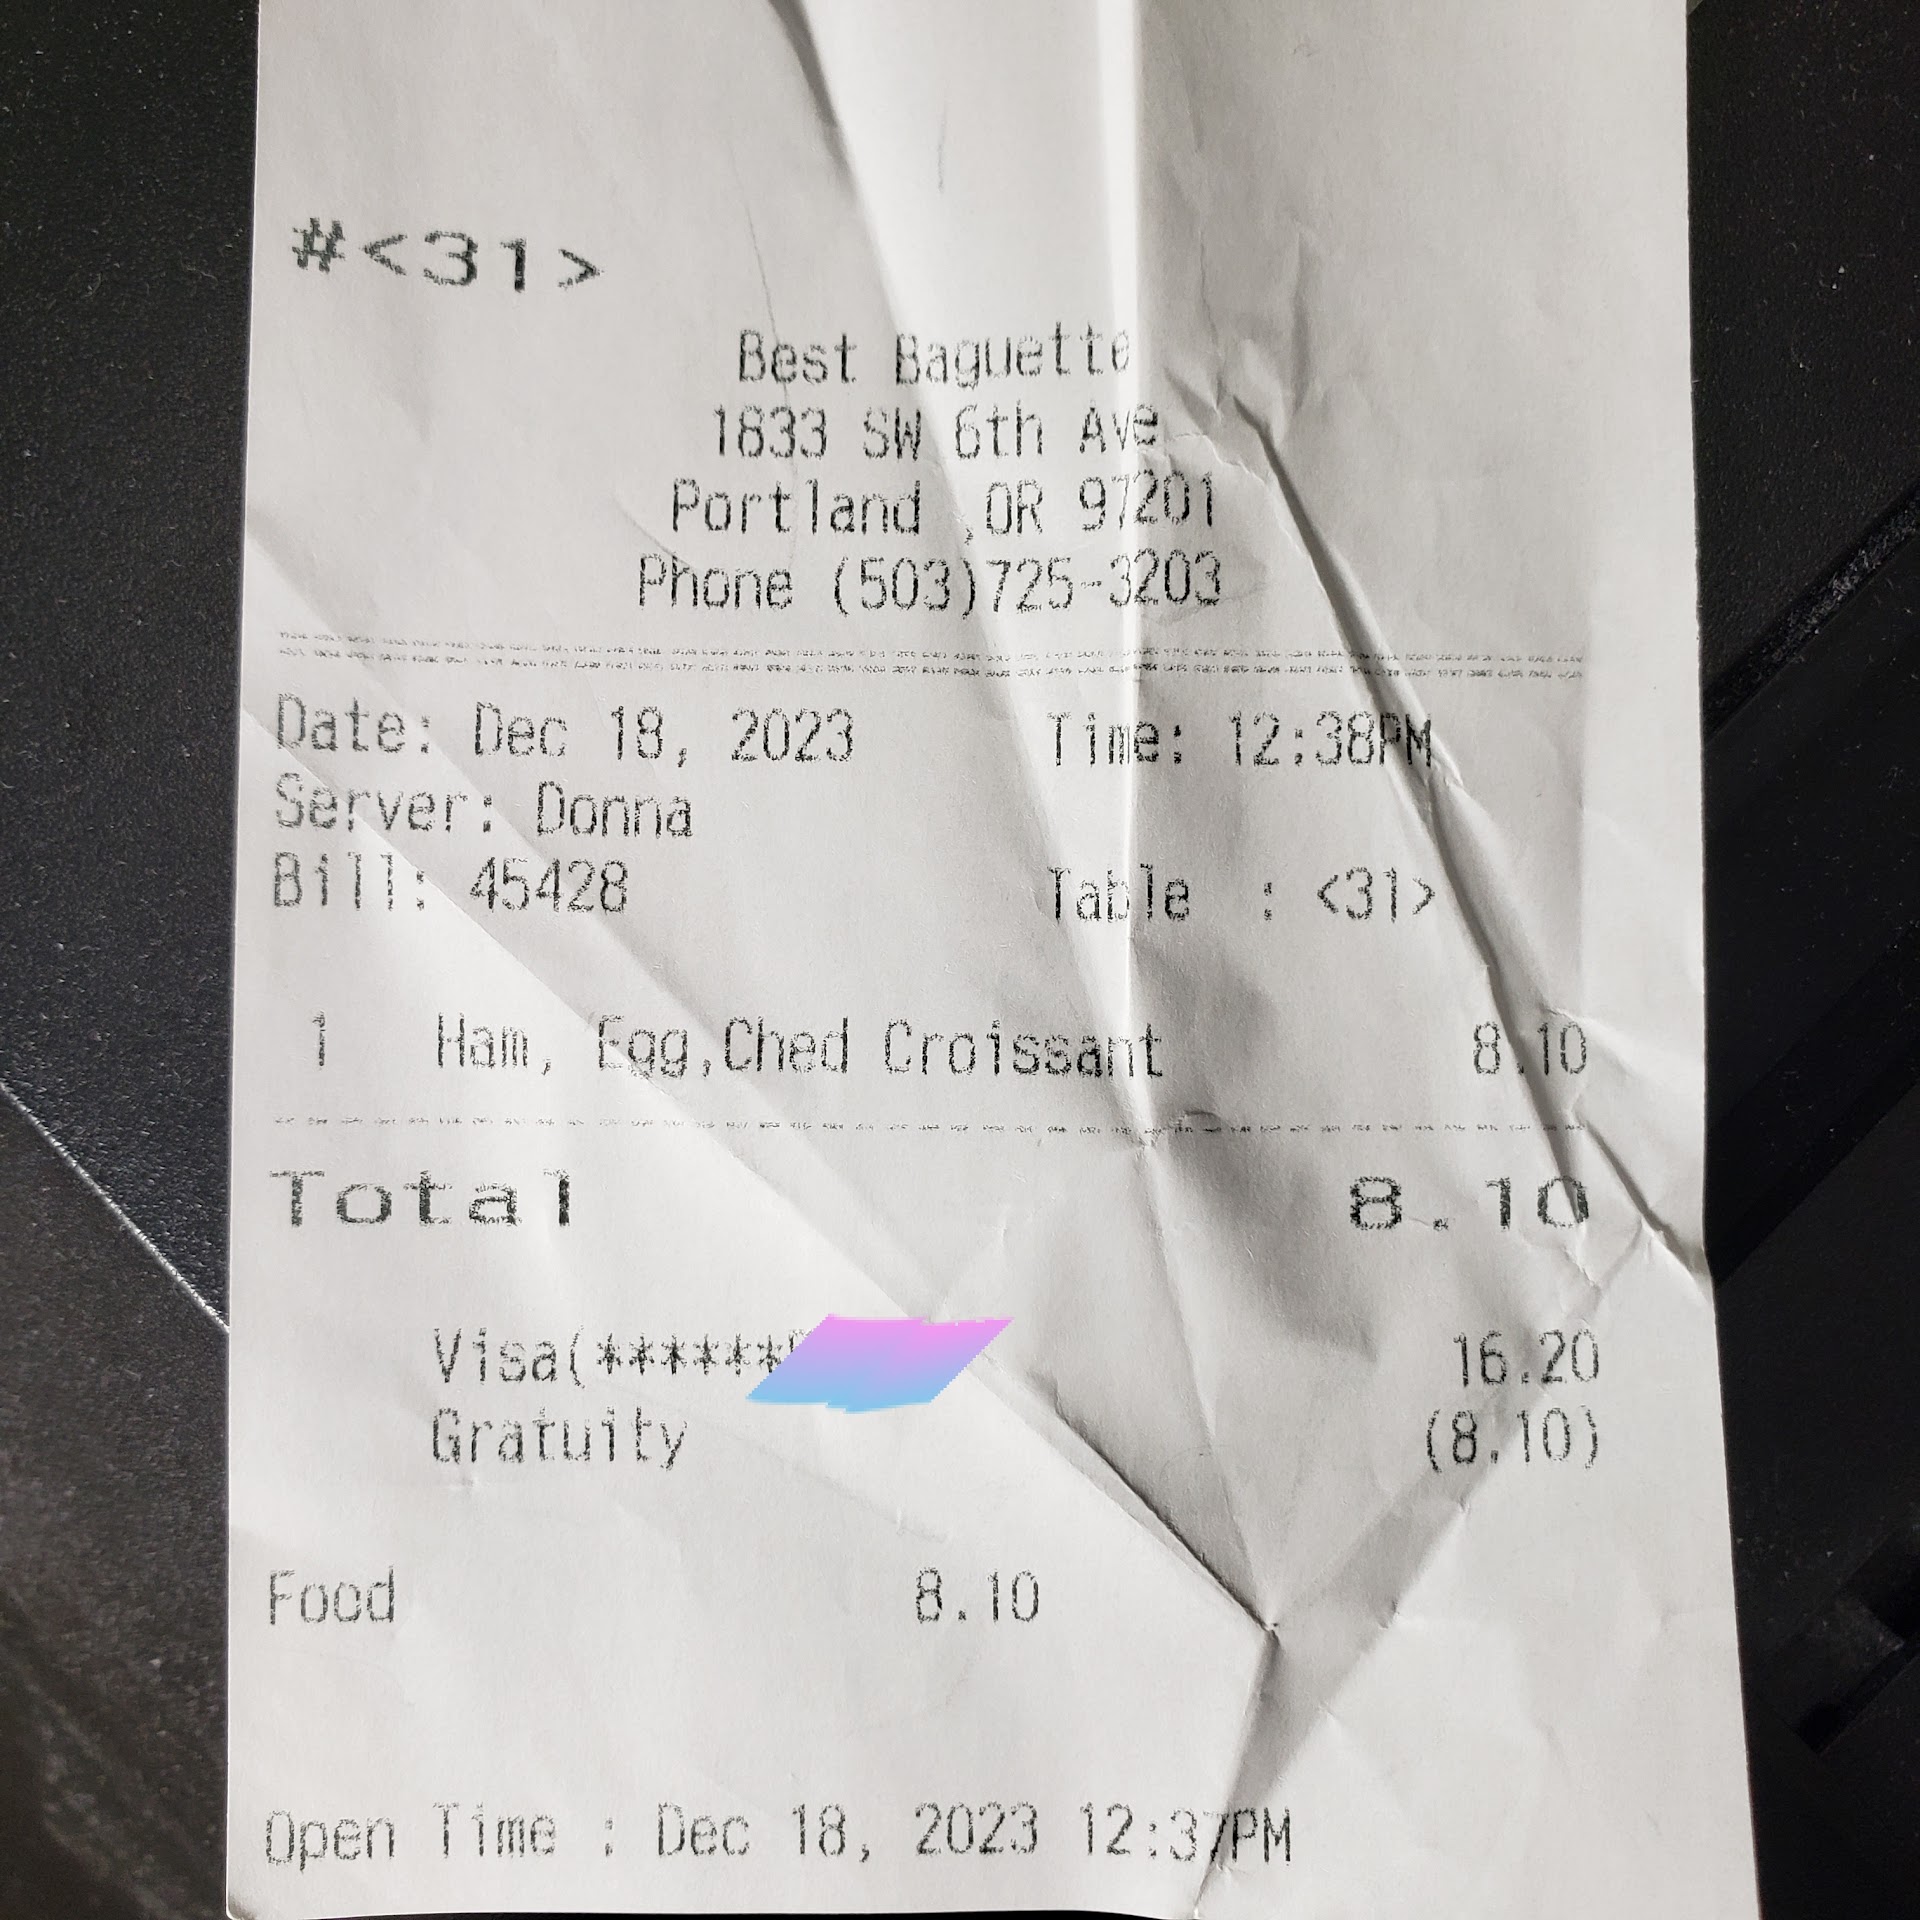 #<31>
Best Baguette
1833 SW 6th Ave
Portland ,OR 97201
Phone (503)725-3203
Date: Dec 18, 2023 Time: 12:38PM
Server: Donna
Bill: 45428 Table : <31>
1 Ham, Egg,Ched Croissant 8.10
Total 8.10
Visa(****** 16.20
Gratuity (8.10)
Food 8.10
Open Time : Dec 18, 2023 12:37PM